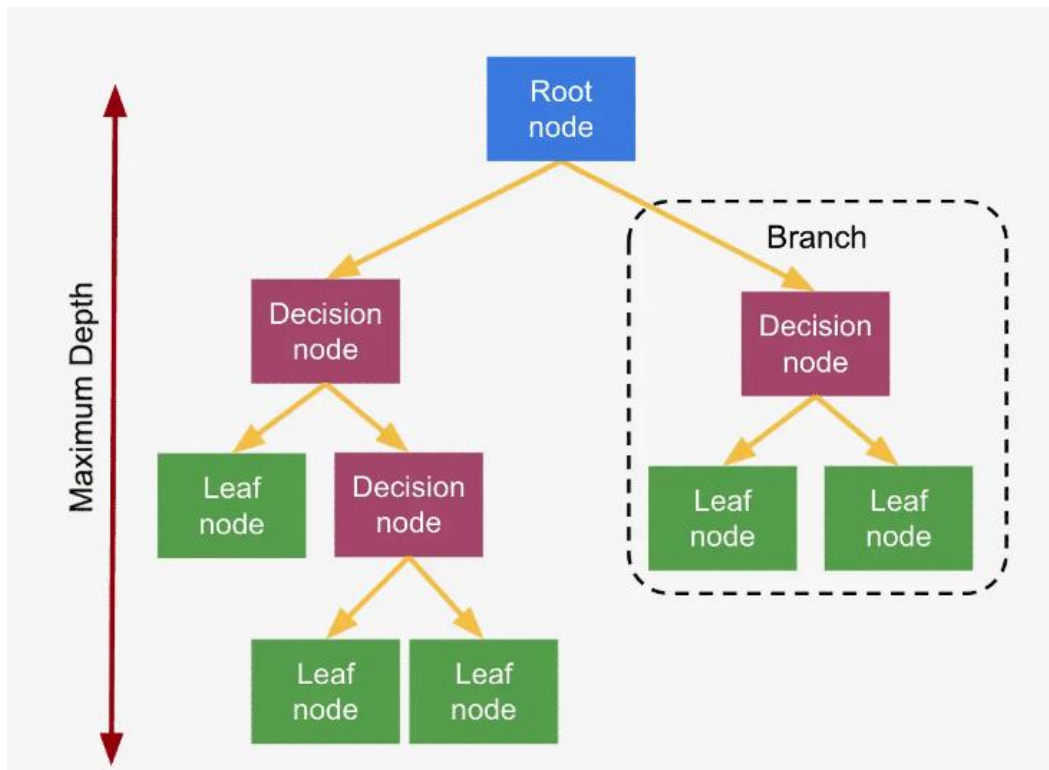 Root
node
Branch
Decision
node
Decision
node
Maximum Depth
Leaf
node
Decision
node
Leaf
node
Leaf
node
Leaf
node
Leaf
node